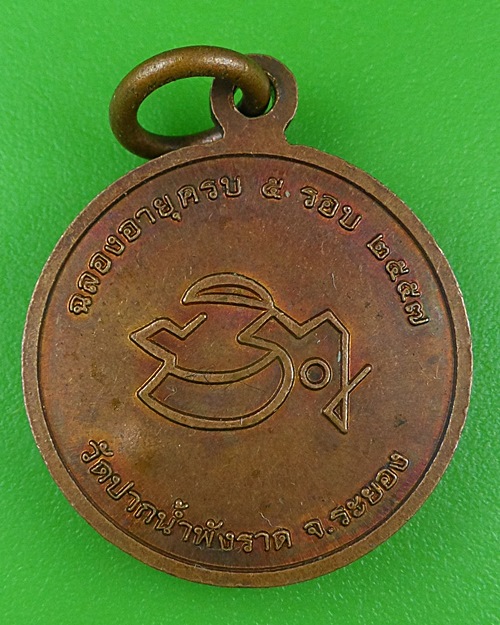 ฉลองอายุครบ ๕ รอบ ๒๕๕๗
วัดปากน้ำพังราด จ.ระยอง